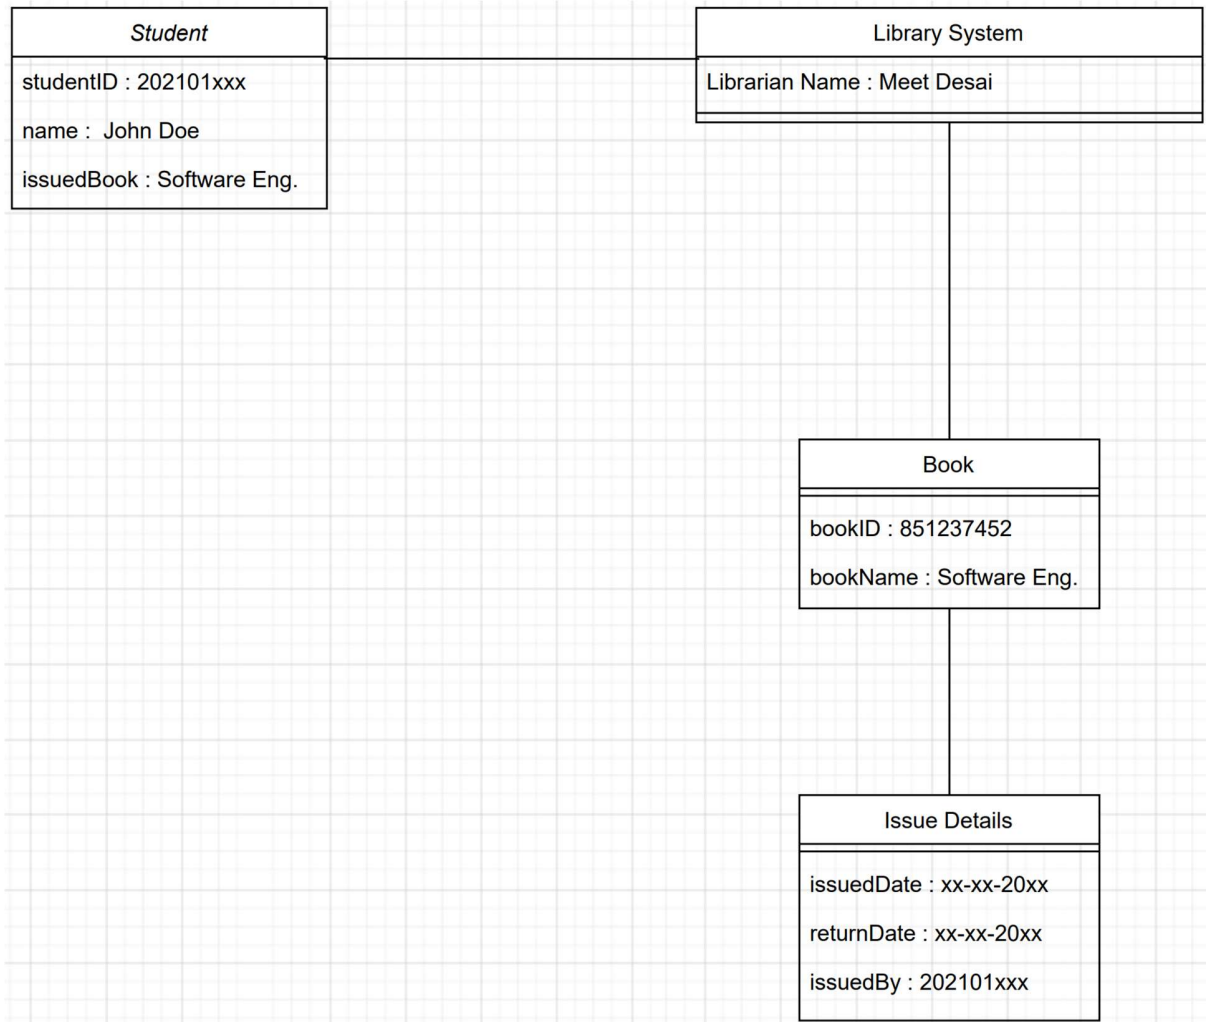 Student
studentID : 202101xxx
name :  John Doe
issuedBook : Software Eng.
Library System
Librarian Name : Meet Desai
Book
bookID : 851237452
bookName : Software Eng.
Issue Details
issuedDate : xx-xx-20xx
returnDate : xx-xx-20xx
issuedBy : 202101xxx